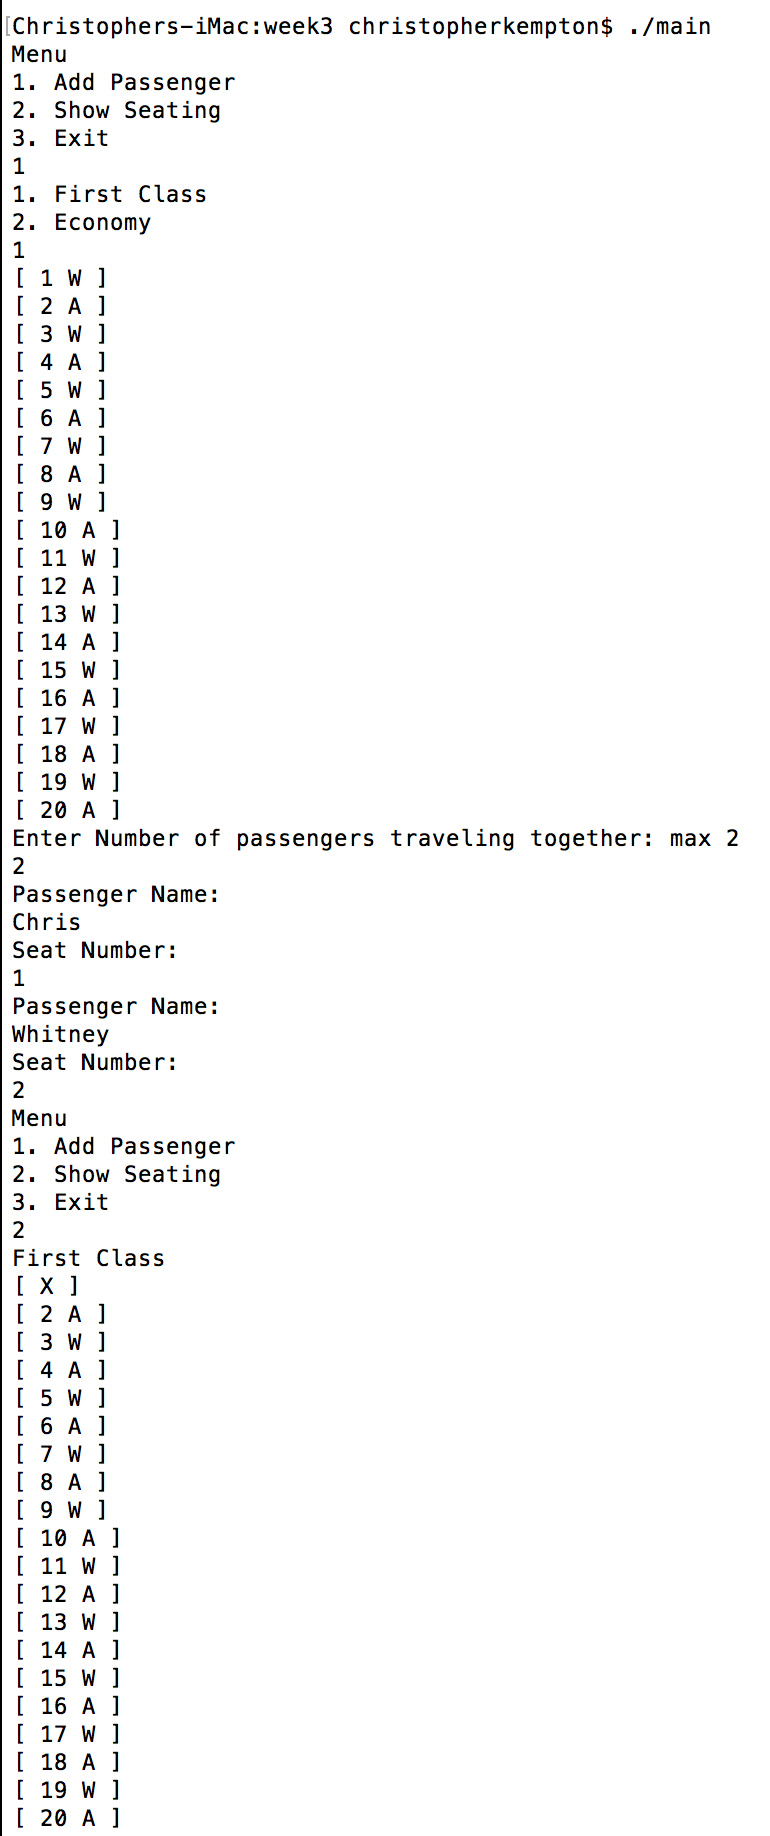 [Christophers-iMac:week3 christopherkempton$ ./main
Menu
1. Add Passenger
2. Show Seating
3. Exit
1
1. First Class
2. Economy
1
[ 1 W ]
[ 2 A ]
[ 3 W ]
[ 4 A ]
[ 5 W ]
[ 6 A ]
[ 7 W ]
[ 8 A ]
[ 9 W ]
[ 10 A ]
[ 11 W ]
[ 12 A ]
[ 13 W ]
[ 14 A ]
[ 15 W ]
[ 16 A ]
[ 17 W ]
[ 18 A ]
[ 19 W ]
[ 20 A ]
Enter Number of passengers traveling together: max 2
2
Passenger Name:
Chris
Seat Number:
1
Passenger Name:
Whitney
Seat Number:
2
Menu
1. Add Passenger
2. Show Seating
3. Exit
2
First Class
[ X ]
[ 2 A ]
[ 3 W ]
[ 4 A ]
[ 5 W ]
[ 6 A ]
[ 7 W ]
[ 8 A ]
[ 9 W ]
[ 10 A ]
[ 11 W ]
[ 12 A ]
[ 13 W ]
[ 14 A ]
[ 15 W ]
[ 16 A ]
[ 17 W ]
[ 18 A ]
[ 19 W ]
[ 20 A ]